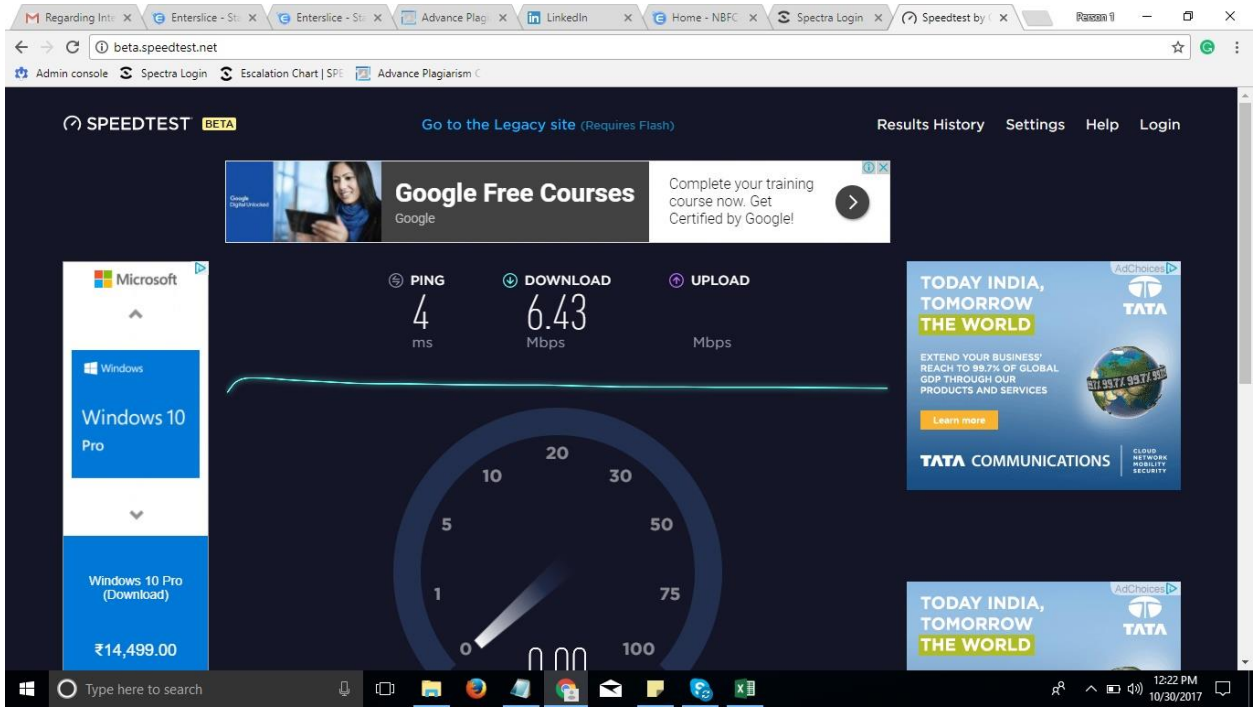 Regarding Inte
Enterslice - Sta
Enterslice - Sta
Advance Plag
LinkedIn
Home - NBFC
Spectra Login
Speedtest by
Person 1
beta.speedtest.net
Admin console
Spectra Login
Escalation Chart | SPE
Advance Plagiarism C
SPEEDTEST BETA
Go to the Legacy site (Requires Flash)
Results History Settings Help Login
Google Free Courses
Google
Complete your training
course now. Get
Certified by Google!
Microsoft
Windows
Windows 10
Pro
Windows 10 Pro
(Download)
₹14,499.00
PING
4
ms
DOWNLOAD
6.43
Mbps
UPLOAD
Mbps
0
1
5
10
20
30
50
75
100
0.00
AdChoices
TODAY INDIA,
TOMORROW
THE WORLD
TATA
EXTEND YOUR BUSINESS'
REACH TO 99.7% OF GLOBAL
GDP THROUGH OUR
PRODUCTS AND SERVICES
Learn more
99.7% 99.7%
TATA COMMUNICATIONS
CLOUD
NETWORK
MOBILITY
SECURITY
AdChoices
TODAY INDIA,
TOMORROW
THE WORLD
TATA
Type here to search
12:22 PM
10/30/2017